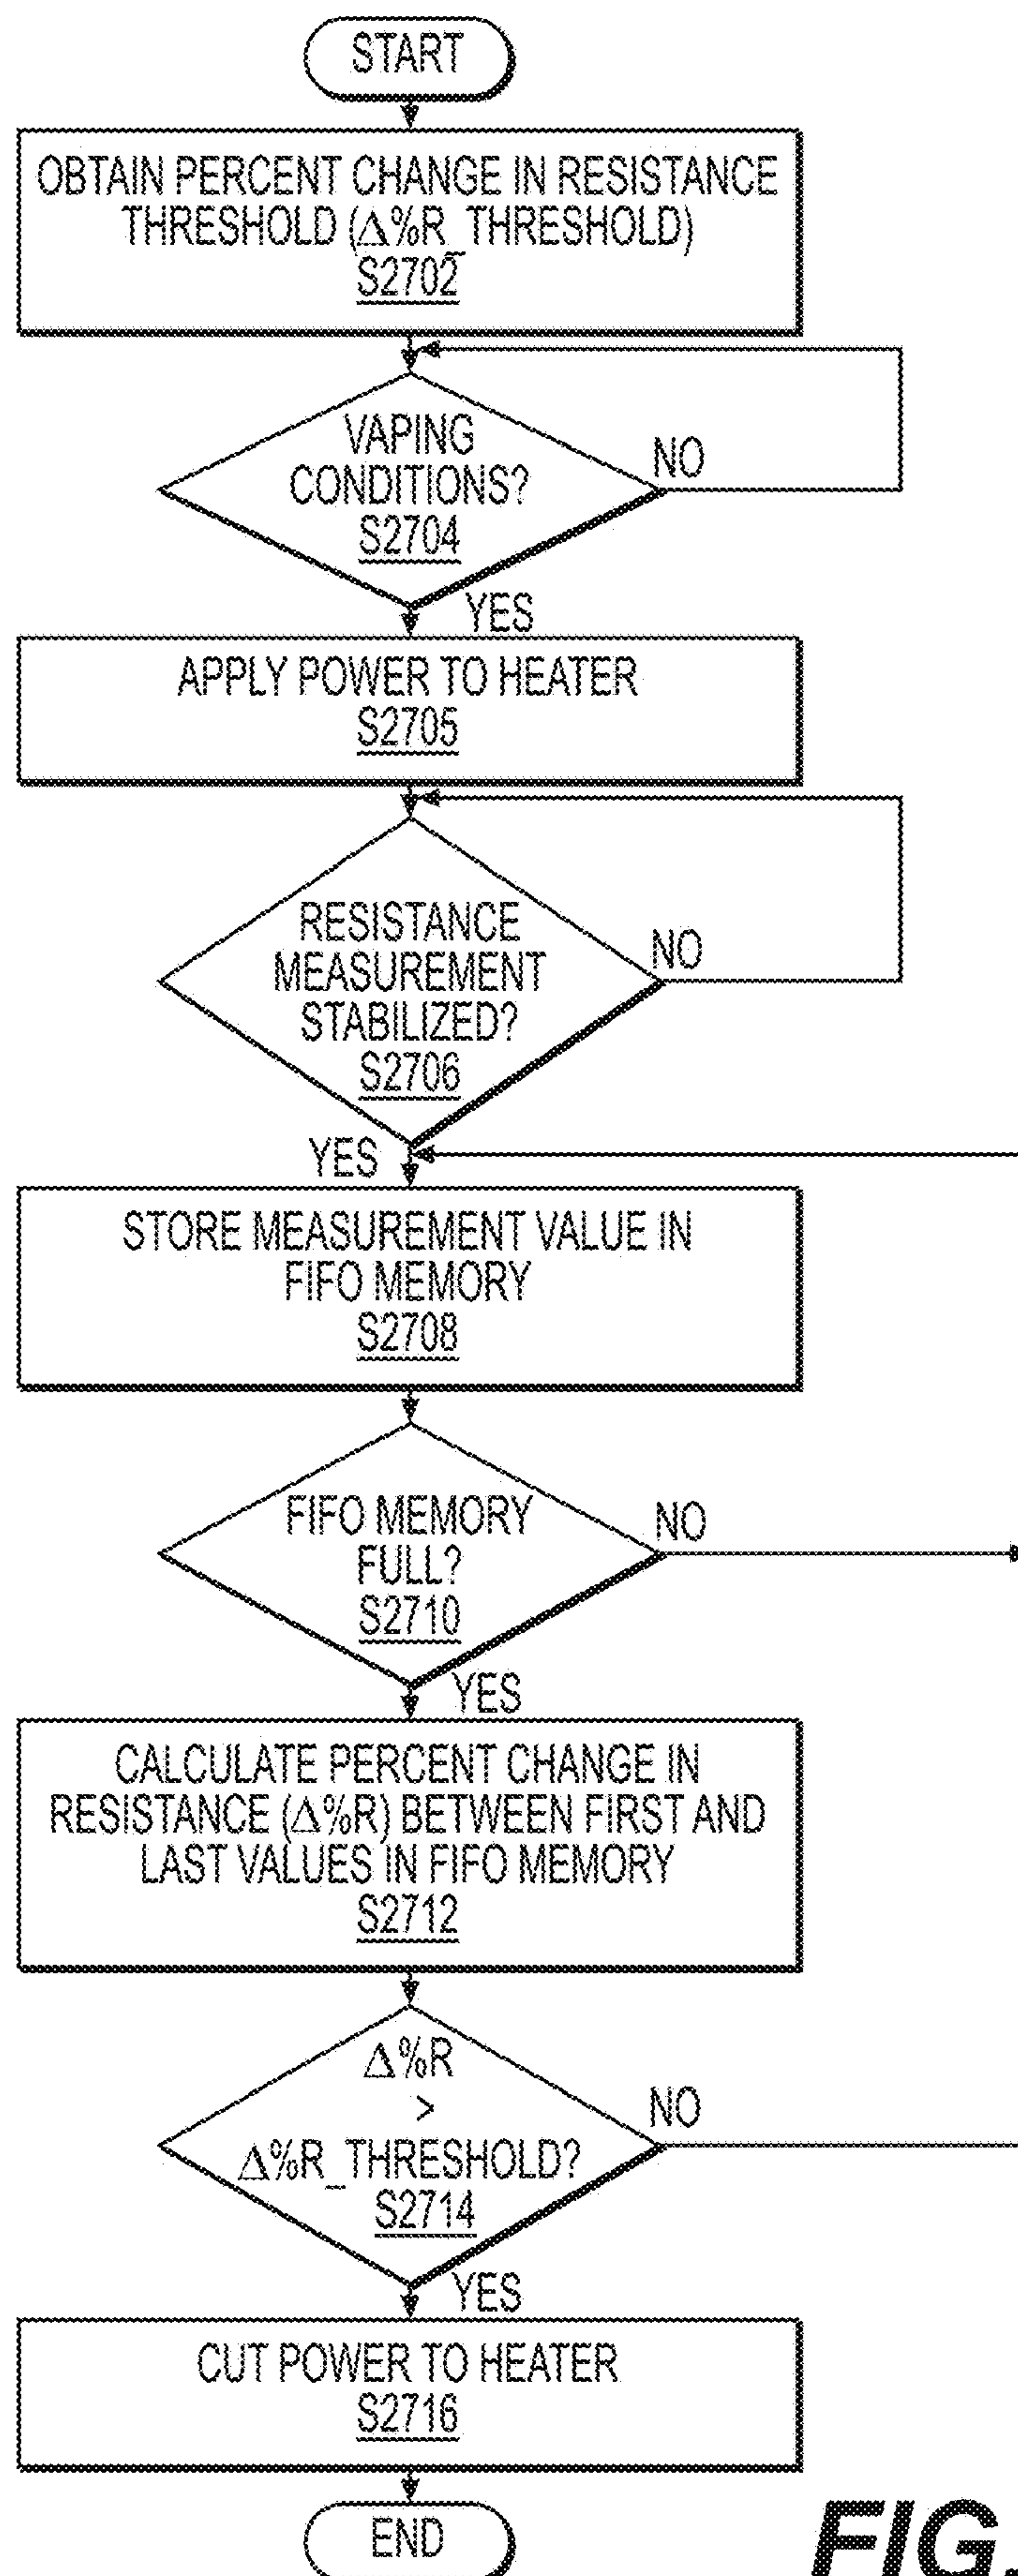 START
OBTAIN PERCENT CHANGE IN RESISTANCE
THRESHOLD (Δ%R_THRESHOLD)
S2702
VAPING
CONDITIONS?
S2704
NO
YES
APPLY POWER TO HEATER
S2705
RESISTANCE
MEASUREMENT
STABILIZED?
S2706
NO
YES
STORE MEASUREMENT VALUE IN
FIFO MEMORY
S2708
FIFO MEMORY
FULL?
S2710
NO
YES
CALCULATE PERCENT CHANGE IN
RESISTANCE (Δ%R) BETWEEN FIRST AND
LAST VALUES IN FIFO MEMORY
S2712
Δ%R
>
Δ%R_THRESHOLD?
S2714
NO
YES
CUT POWER TO HEATER
S2716
END
FIG.